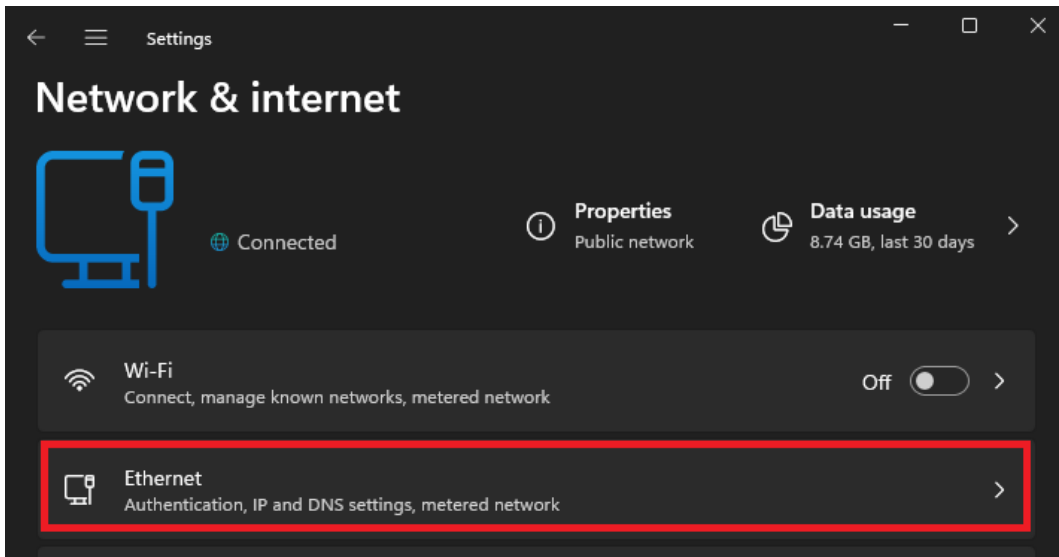 Settings
Network & internet
Connected
Properties
Public network
Data usage
8.74 GB, last 30 days
Wi-Fi
Connect, manage known networks, metered network
Off
Ethernet
Authentication, IP and DNS settings, metered network